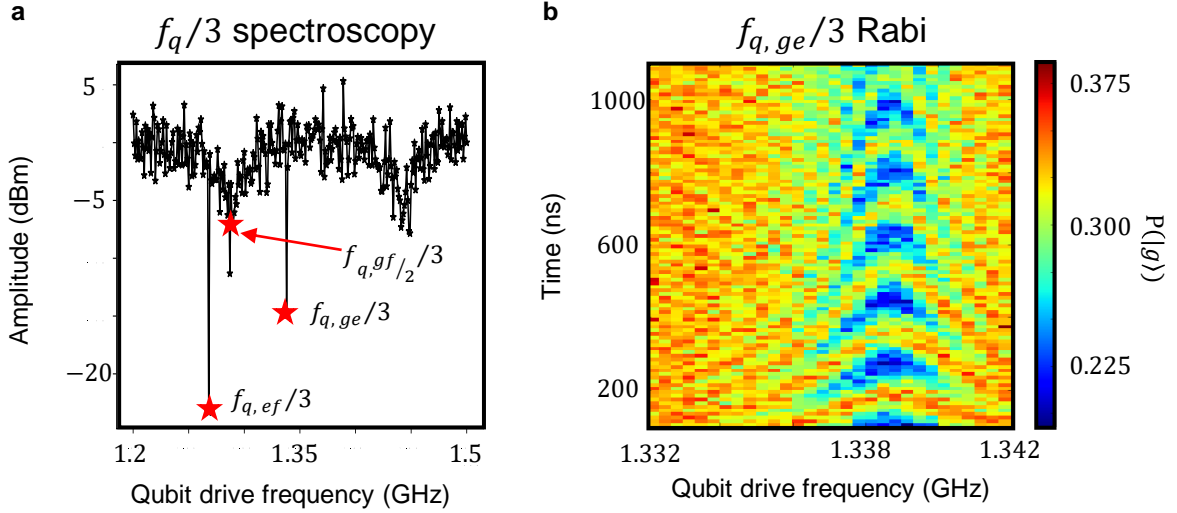 a
f_q/3 spectroscopy
Amplitude (dBm)
5
−5
−20
f_{q,gf/2}/3
f_{q,ge}/3
f_{q,ef}/3
1.2
1.35
1.5
Qubit drive frequency (GHz)
b
f_{q,ge}/3 Rabi
Time (ns)
1000
600
200
1.332
1.338
1.342
Qubit drive frequency (GHz)
0.375
0.300
0.225
P(|g⟩)